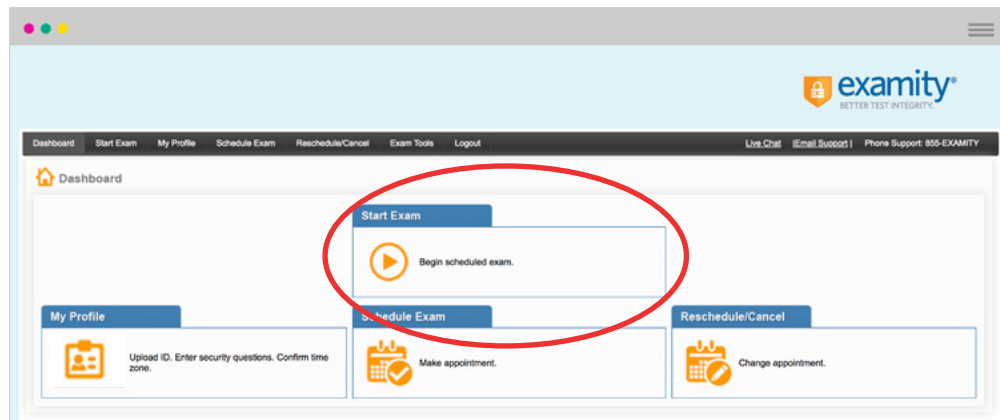 examity®
BETTER TEST INTEGRITY.
Dashboard Start Exam My Profile Schedule Exam Reschedule/Cancel Exam Tools Logout Live Chat |Email Support| Phone Support: 855-EXAMITY
Dashboard
Start Exam
Begin scheduled exam.
My Profile
Upload ID. Enter security questions. Confirm time
zone.
Schedule Exam
Make appointment.
Reschedule/Cancel
Change appointment.